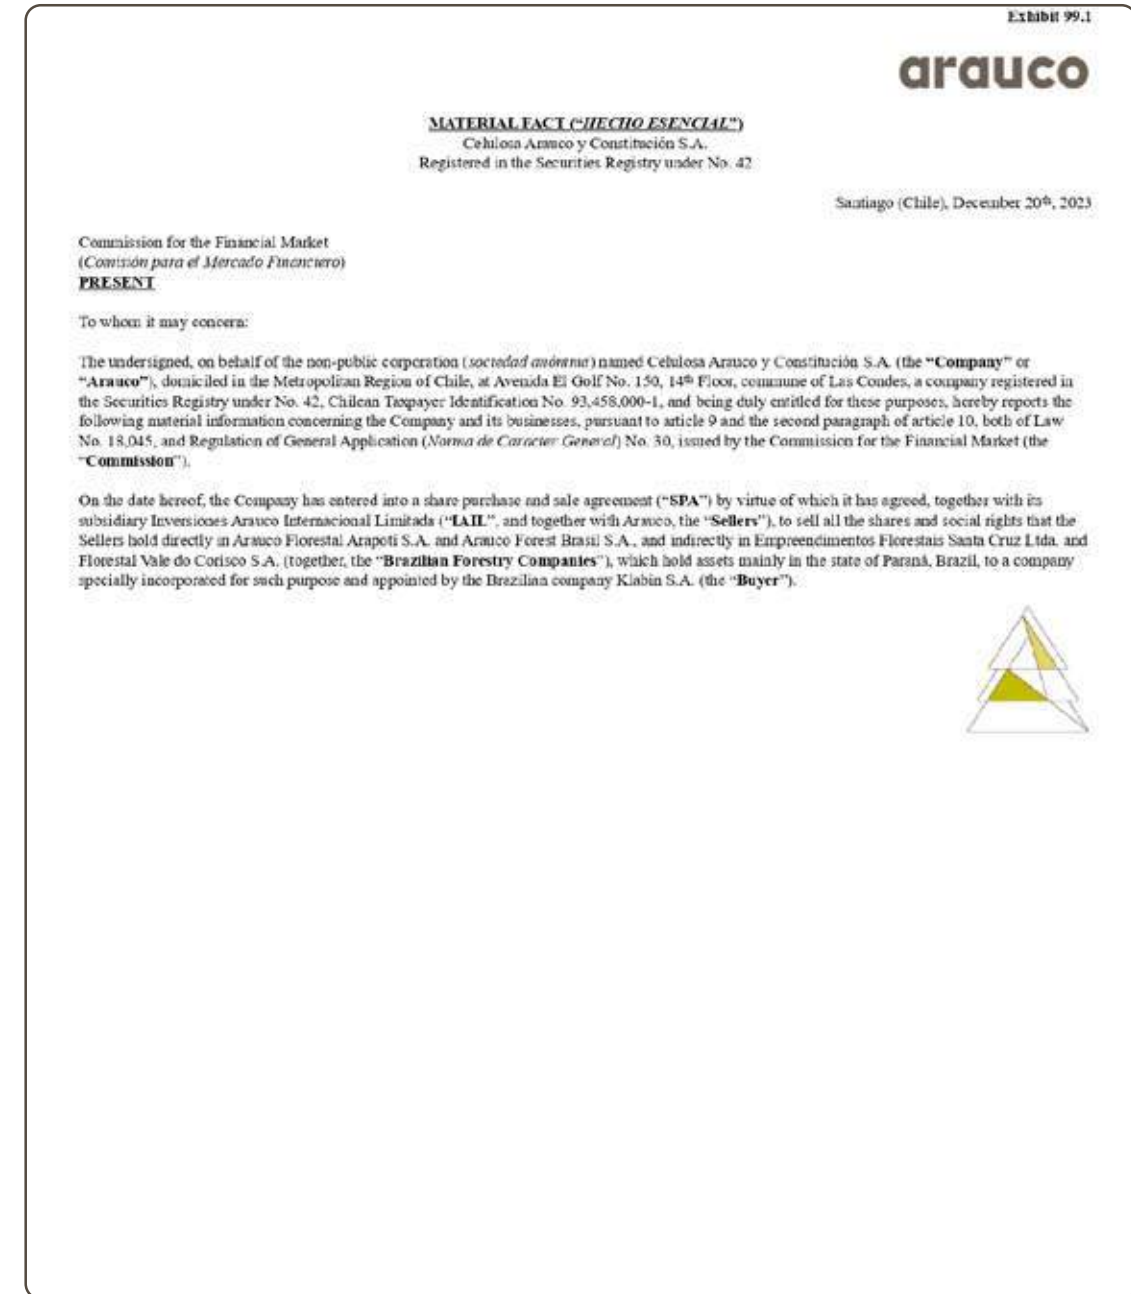 Exhibit 99.1
arauco
MATERIAL FACT (“HECHO ESENCIAL”)
Celulosa Arauco y Constitución S.A.
Registered in the Securities Registry under No. 42
Santiago (Chile), December 20th, 2023
Commission for the Financial Market
(Comisión para el Mercado Financiero)
PRESENT
To whom it may concern:
The undersigned, on behalf of the non-public corporation (sociedad anónima) named Celulosa Arauco y Constitución S.A. (the “Company” or
“Arauco”), domiciled in the Metropolitan Region of Chile, at Avenida El Golf No. 150, 14th Floor, commune of Las Condes, a company registered in
the Securities Registry under No. 42, Chilean Taxpayer Identification No. 93,458,000-1, and being duly entitled for these purposes, hereby reports the
following material information concerning the Company and its businesses, pursuant to article 9 and the second paragraph of article 10, both of Law
No. 18,045, and Regulation of General Application (Norma de Carácter General) No. 30, issued by the Commission for the Financial Market (the
“Commission”).
On the date hereof, the Company has entered into a share purchase and sale agreement (“SPA”) by virtue of which it has agreed, together with its
subsidiary Inversiones Arauco Internacional Limitada (“IAIL”, and together with Arauco, the “Sellers”), to sell all the shares and social rights that the
Sellers hold directly in Arauco Florestal Arapoti S.A. and Arauco Forest Brasil S.A., and indirectly in Empreendimentos Florestais Santa Cruz Ltda. and
Florestal Vale do Corisco S.A. (together, the “Brazilian Forestry Companies”), which hold assets mainly in the state of Paraná, Brazil, to a company
specially incorporated for such purpose and appointed by the Brazilian company Klabin S.A. (the “Buyer”).